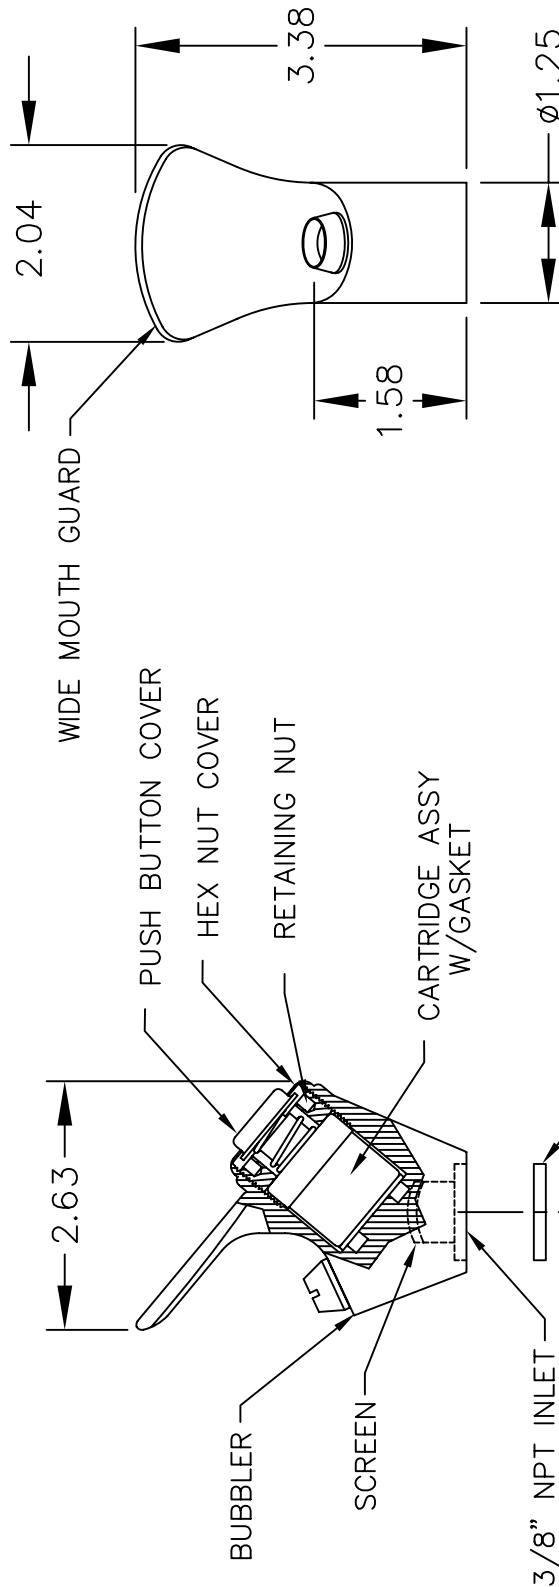 2.63
PUSH BUTTON COVER
HEX NUT COVER
RETAINING NUT
CARTRIDGE ASSY
W/GASKET
BUBBLER
SCREEN
3/8" NPT INLET
2.04
WIDE MOUTH GUARD
3.38
1.58
Ø1.25